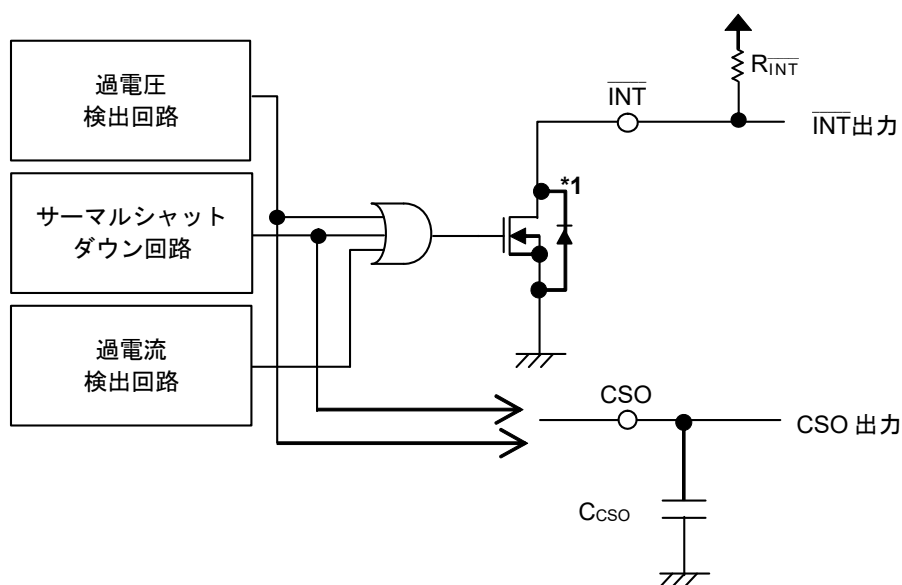 過電圧
検出回路
サーマルシャット
ダウン回路
過電流
検出回路
*1
INT
RINT
INT出力
CSO
CSO 出力
CCSO